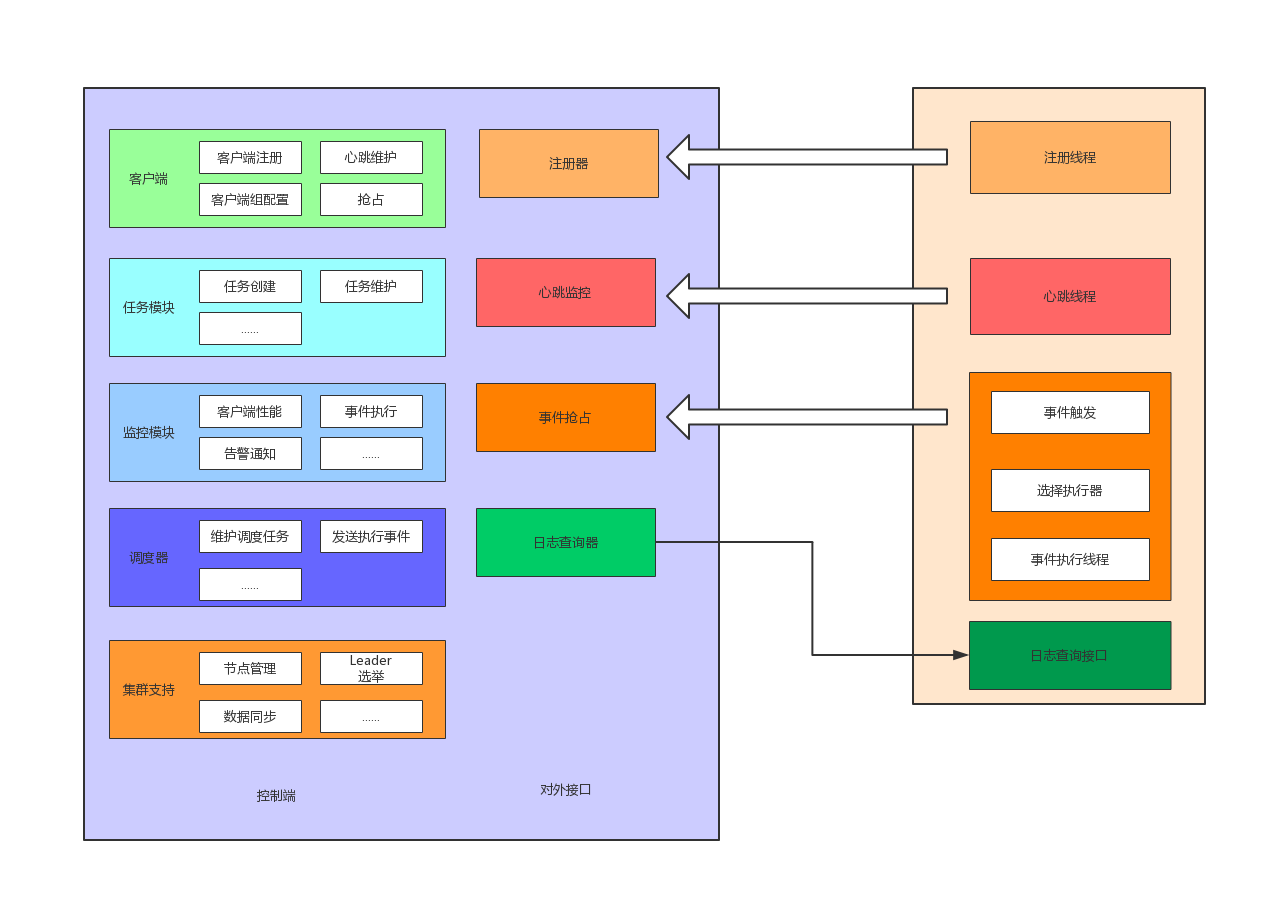 客户端
客户端注册
心跳维护
客户端组配置
抢占
任务模块
任务创建
任务维护
......
监控模块
客户端性能
事件执行
告警通知
......
调度器
维护调度任务
发送执行事件
......
集群支持
节点管理
Leader
选举
数据同步
......
控制端
注册器
心跳监控
事件抢占
日志查询器
对外接口
注册线程
心跳线程
事件触发
选择执行器
事件执行线程
日志查询接口